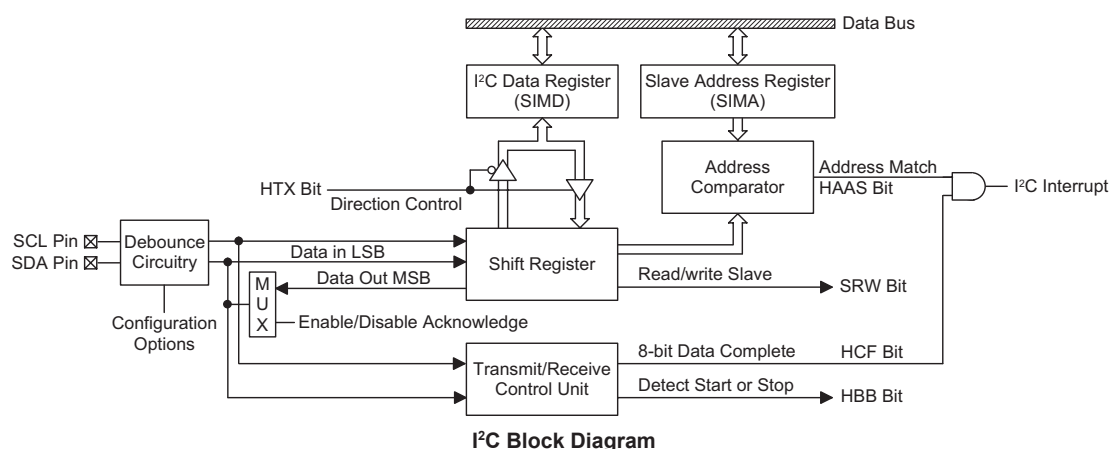 Data Bus
I²C Data Register
(SIMD)
Slave Address Register
(SIMA)
HTX Bit
Direction Control
Address
Comparator
Address Match
HAAS Bit
I²C Interrupt
SCL Pin
SDA Pin
Debounce
Circuitry
Data in LSB
Shift Register
Data Out MSB
Read/write Slave
SRW Bit
M
U
X
Enable/Disable Acknowledge
Configuration
Options
Transmit/Receive
Control Unit
8-bit Data Complete
HCF Bit
Detect Start or Stop
HBB Bit
I²C Block Diagram